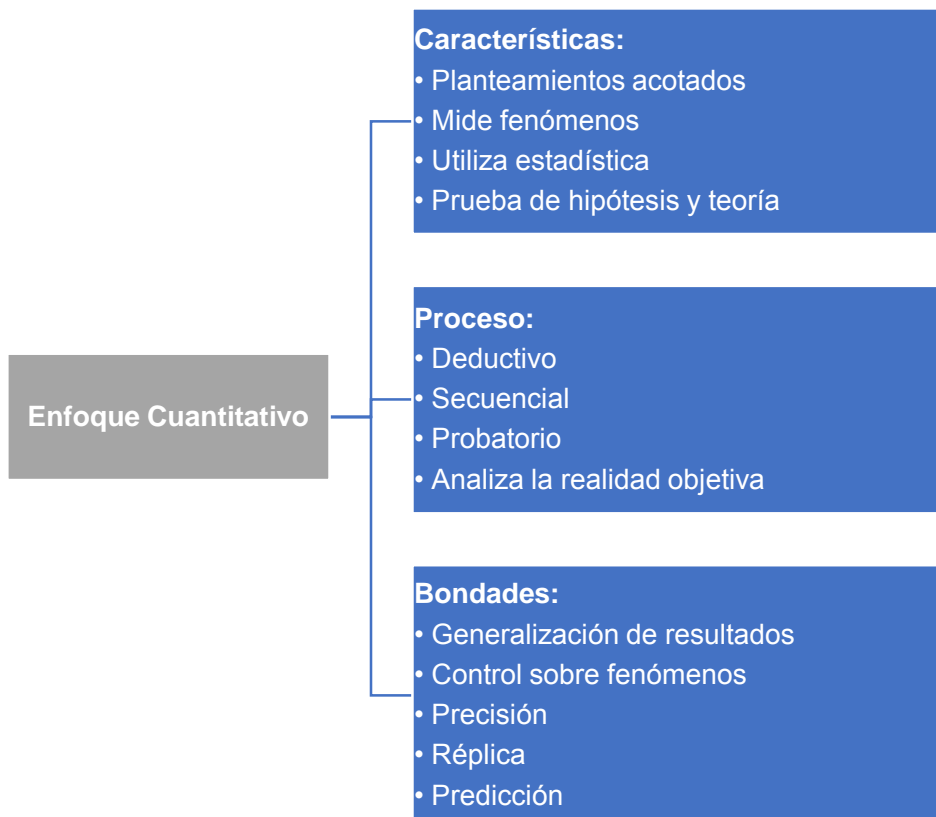 Enfoque Cuantitativo
Características:
• Planteamientos acotados
• Mide fenómenos
• Utiliza estadística
• Prueba de hipótesis y teoría
Proceso:
• Deductivo
• Secuencial
• Probatorio
• Analiza la realidad objetiva
Bondades:
• Generalización de resultados
• Control sobre fenómenos
• Precisión
• Réplica
• Predicción